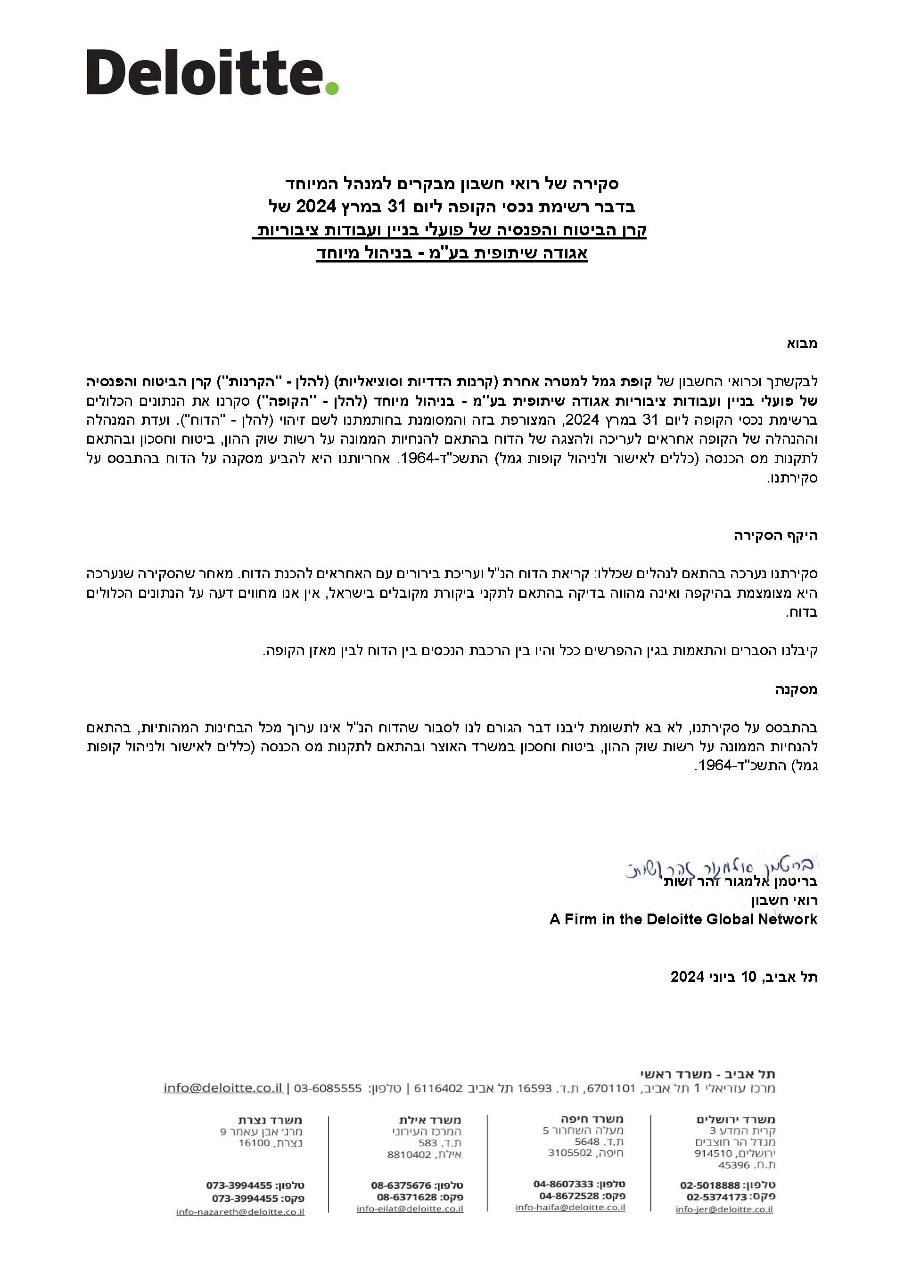 Deloitte.
סקירה של רואי חשבון מבקרים למנהל המיוחד
בדבר רשימת נכסי הקופה ליום 31 במרץ 2024 של
קרן הביטוח והפנסיה של פועלי בניין ועבודות ציבוריות
אגודה שיתופית בע"מ - בניהול מיוחד
מבוא
לבקשתך וכרואי החשבון של קופת גמל למטרה אחרת (קרנות הדדיות וסוציאליות) (להלן - "הקרנות") קרן הביטוח והפנסיה
של פועלי בניין ועבודות ציבוריות אגודה שיתופית בע"מ - בניהול מיוחד (להלן - "הקופה") סקרנו את הנתונים הכלולים
ברשימת נכסי הקופה ליום 31 במרץ 2024, המצורפת בזה והמסומנת בחותמתנו לשם זיהוי (להלן - "הדוח"). ועדת המנהלה
וההנהלה של הקופה אחראים לעריכה ולהצגה של הדוח בהתאם להנחיות הממונה על רשות שוק ההון, ביטוח וחסכון ובהתאם
לתקנות מס הכנסה (כללים לאישור ולניהול קופות גמל) התשכ"ד-1964. אחריותנו היא להביע מסקנה על הדוח בהתבסס על
סקירתנו.
היקף הסקירה
סקירתנו נערכה בהתאם לנהלים שכללו: קריאת הדוח הנ"ל ועריכת בירורים עם האחראים להכנת הדוח. מאחר שהסקירה שנערכה
היא מצומצמת בהיקפה ואינה מהווה בדיקה בהתאם לתקני ביקורת מקובלים בישראל, אין אנו מחווים דעה על הנתונים הכלולים
בדוח.
קיבלנו הסברים והתאמות בגין ההפרשים ככל והיו בין הרכבת הנכסים בין הדוח לבין מאזן הקופה.
מסקנה
בהתבסס על סקירתנו, לא בא לתשומת ליבנו דבר הגורם לנו לסבור שהדוח הנ"ל אינו ערוך מכל הבחינות המהותיות, בהתאם
להנחיות הממונה על רשות שוק ההון, ביטוח וחסכון במשרד האוצר ובהתאם לתקנות מס הכנסה (כללים לאישור ולניהול קופות
גמל) התשכ"ד-1964.
בריטמן אלמגור זהר ושות'
בריטמן אלמגור זהר ושות'
רואי חשבון
A Firm in the Deloitte Global Network
תל אביב, 10 ביוני 2024
תל אביב - משרד ראשי
מרכז עזריאלי 1 תל אביב, 6701101, ת.ד. 16593 תל אביב 6116402 | טלפון: 03-6085555 | info@deloitte.co.il
משרד ירושלים
קרית המדע 3
מגדל הר חוצבים
ירושלים, 914510
ת.ח. 45396
טלפון: 02-5018888
פקס: 02-5374173
info-jer@deloitte.co.il
משרד חיפה
מעלה השחרור 5
ת.ד. 5648
חיפה, 3105502
טלפון: 04-8607333
פקס: 04-8672528
info-haifa@deloitte.co.il
משרד אילת
המרכז העירוני
ת.ד. 583
אילת, 8810402
טלפון: 08-6375676
פקס: 08-6371628
info-eilat@deloitte.co.il
משרד נצרת
מרג' אבן עאמר 9
נצרת, 16100
טלפון: 073-3994455
פקס: 073-3994455
info-nazareth@deloitte.co.il